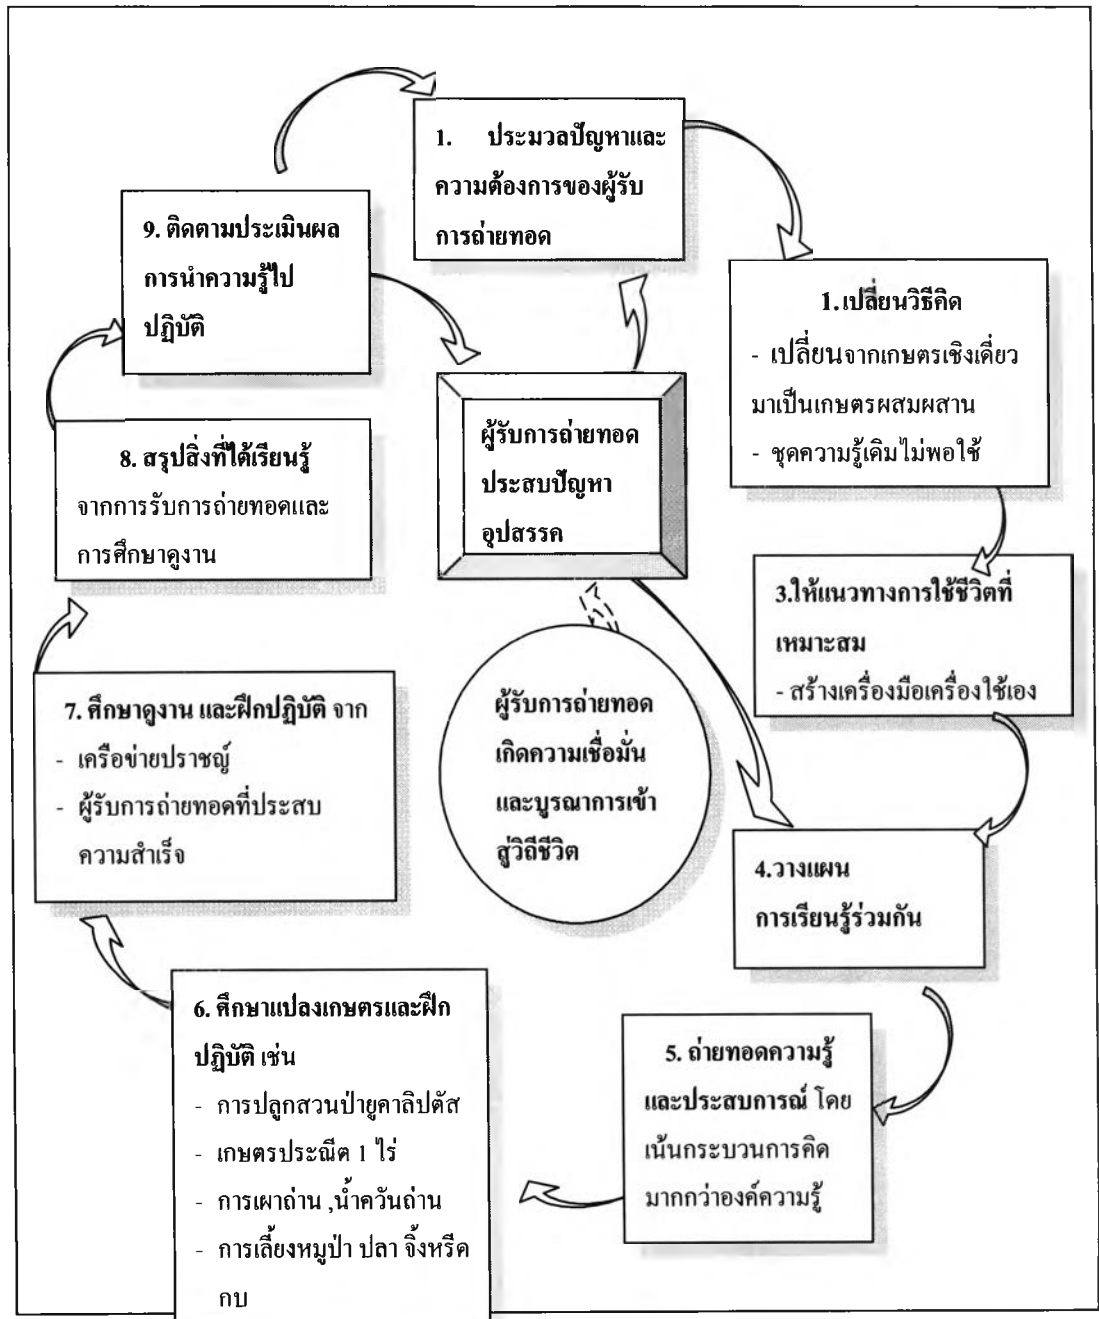 1. ประมวลปัญหาและ
ความต้องการของผู้รับ
การถ่ายทอด
1.เปลี่ยนวิธีคิด
- เปลี่ยนจากเกษตรเชิงเดี่ยว
มาเป็นเกษตรผสมผสาน
- ชุดความรู้เดิมไม่พอใช้
3.ให้แนวทางการใช้ชีวิตที่
เหมาะสม
- สร้างเครื่องมือเครื่องใช้เอง
4.วางแผน
การเรียนรู้ร่วมกัน
5. ถ่ายทอดความรู้
และประสบการณ์ โดย
เน้นกระบวนการคิด
มากกว่าองค์ความรู้
6. ศึกษาแปลงเกษตรและฝึก
ปฏิบัติ เช่น
- การปลูกสวนป่ายูคาลิปตัส
- เกษตรประณีต 1 ไร่
- การเผาถ่าน ,น้ำควันถ่าน
- การเลี้ยงหมูป่า ปลา จิ้งหรีด
กบ
7. ศึกษาดูงาน และฝึกปฏิบัติ จาก
- เครือข่ายปราชญ์
- ผู้รับการถ่ายทอดที่ประสบ
ความสำเร็จ
8. สรุปสิ่งที่ได้เรียนรู้
จากการรับการถ่ายทอดและ
การศึกษาดูงาน
9. ติดตามประเมินผล
การนำความรู้ไป
ปฏิบัติ
ผู้รับการถ่ายทอด
ประสบปัญหา
อุปสรรค
ผู้รับการถ่ายทอด
เกิดความเชื่อมั่น
และบูรณาการเข้า
สู่วิถีชีวิต